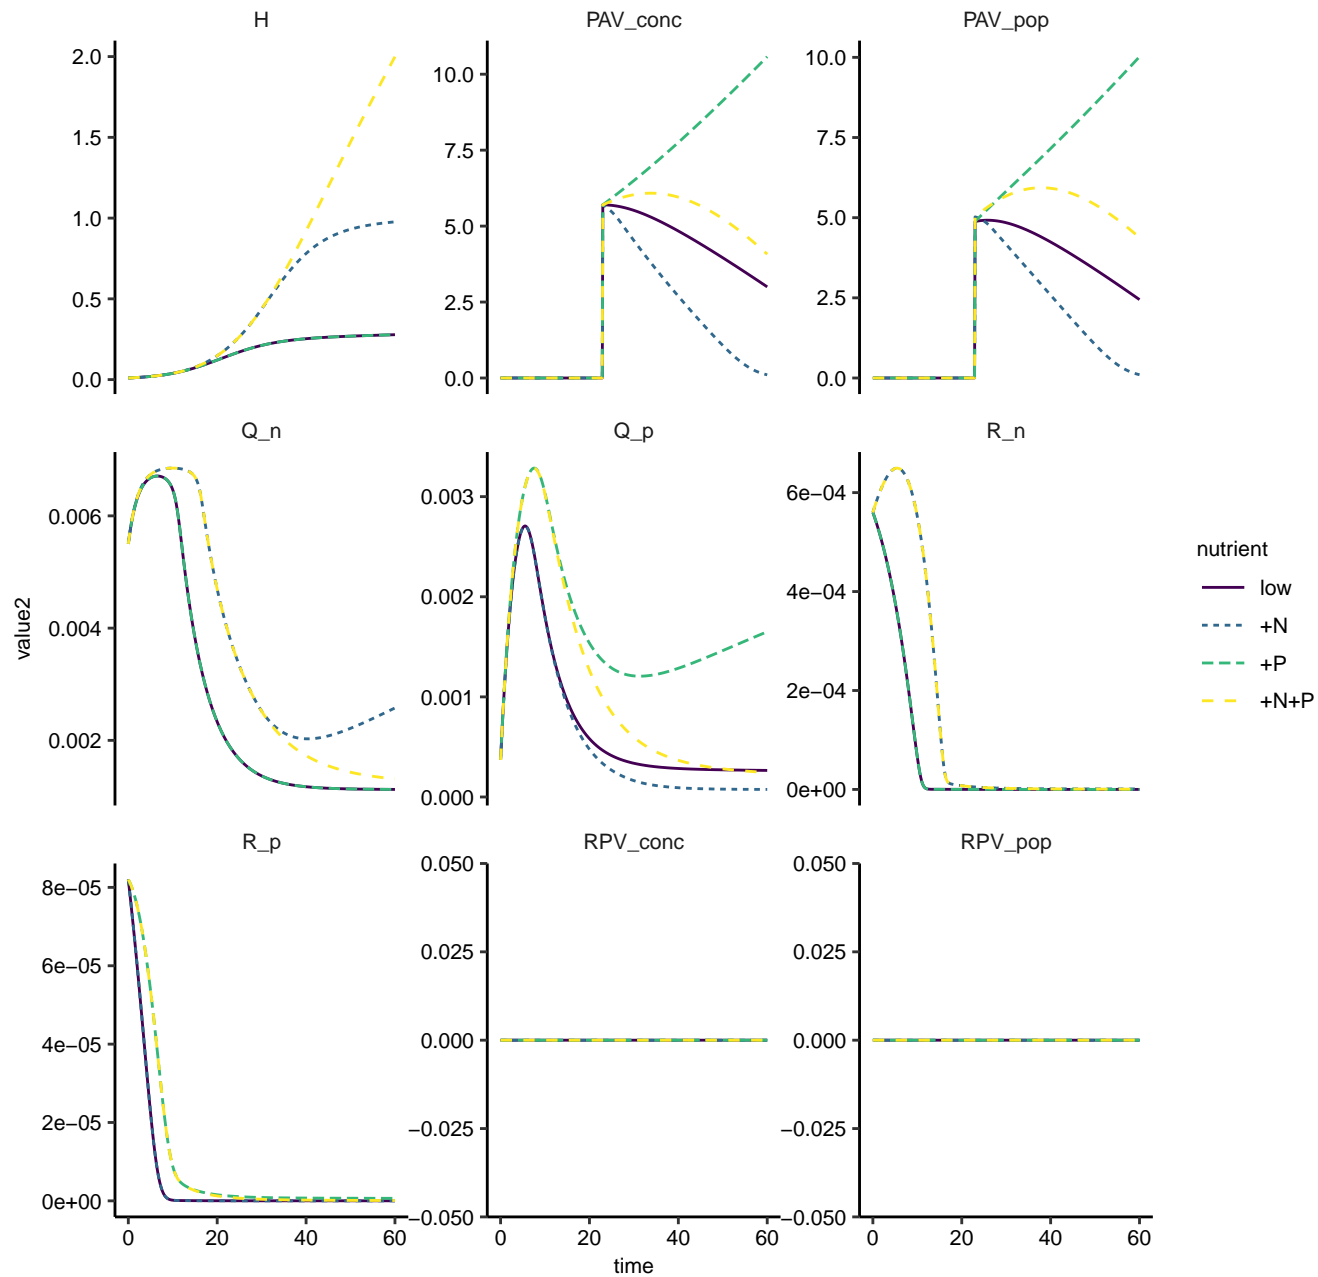 H
PAV_conc
PAV_pop
2.0
1.5
1.0
0.5
0.0
10.0
7.5
5.0
2.5
0.0
10.0
7.5
5.0
2.5
0.0
Q_n
Q_p
R_n
0.006
0.004
0.002
0.003
0.002
0.001
0.000
6e−04
4e−04
2e−04
0e+00
R_p
RPV_conc
RPV_pop
8e−05
6e−05
4e−05
2e−05
0e+00
0.050
0.025
0.000
−0.025
−0.050
0.050
0.025
0.000
−0.025
−0.050
0 20 40 60
0 20 40 60
0 20 40 60
time
value2
nutrient
low
+N
+P
+N+P